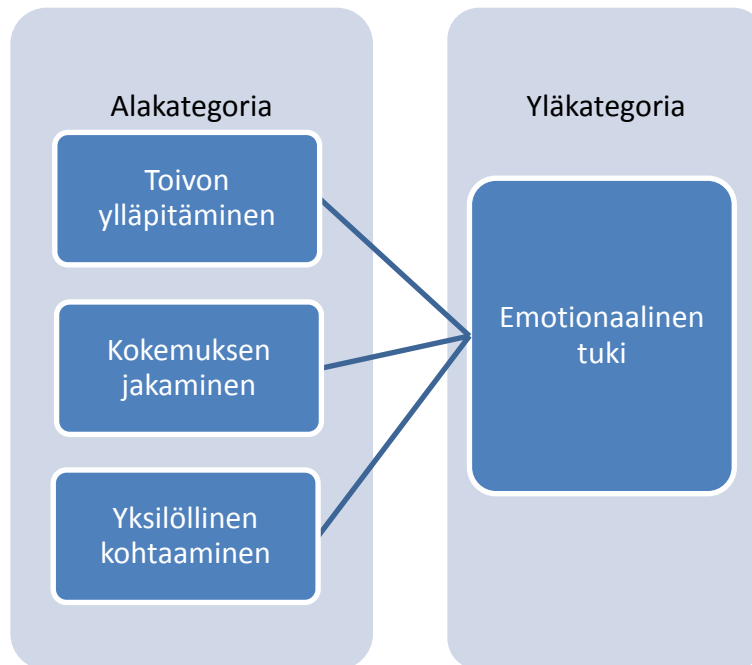 Alakategoria
Toivon
ylläpitäminen
Kokemuksen
jakaminen
Yksilöllinen
kohtaaminen
Yläkategoria
Emotionaalinen
tuki